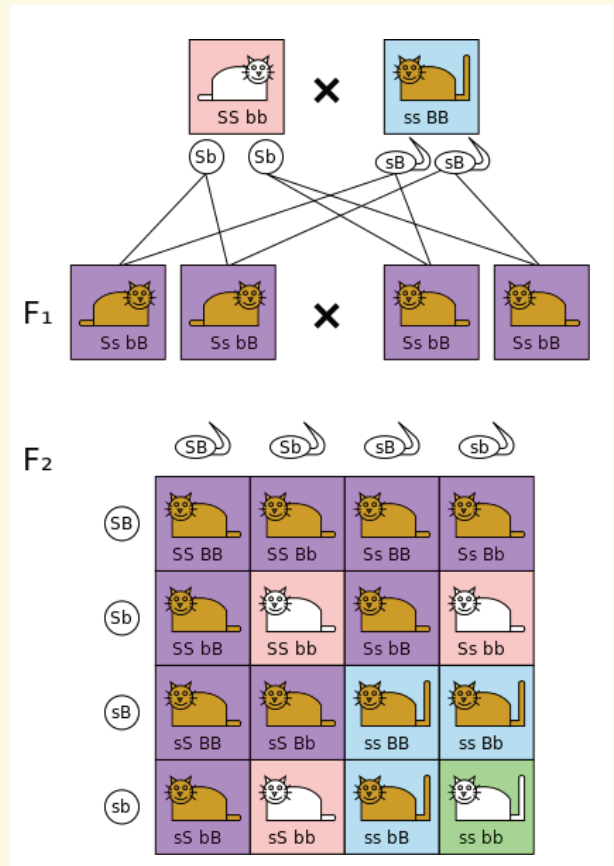 SS bb
ss BB
Sb Sb sB sB
F₁
Ss bB Ss bB Ss bB Ss bB
F₂
SB Sb sB sb
SB
SS BB SS Bb Ss BB Ss Bb
Sb
SS bB SS bb Ss bB Ss bb
sB
sS BB sS Bb ss BB ss Bb
sb
sS bB sS bb ss bB ss bb